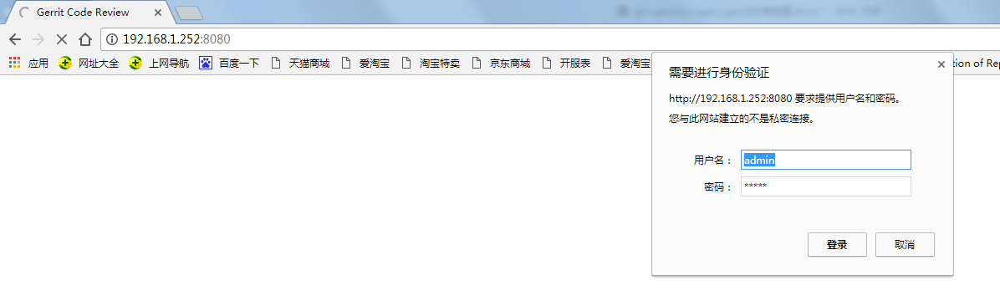 Gerrit Code Review
192.168.1.252:8080
应用 网址大全 上网导航 百度一下 天猫商城 爱淘宝 淘宝特卖 京东商城 开服表 爱淘宝 tion of Rep
需要进行身份验证
http://192.168.1.252:8080 要求提供用户名和密码。
您与此网站建立的不是私密连接。
用户名： admin
密码： *****
登录 取消